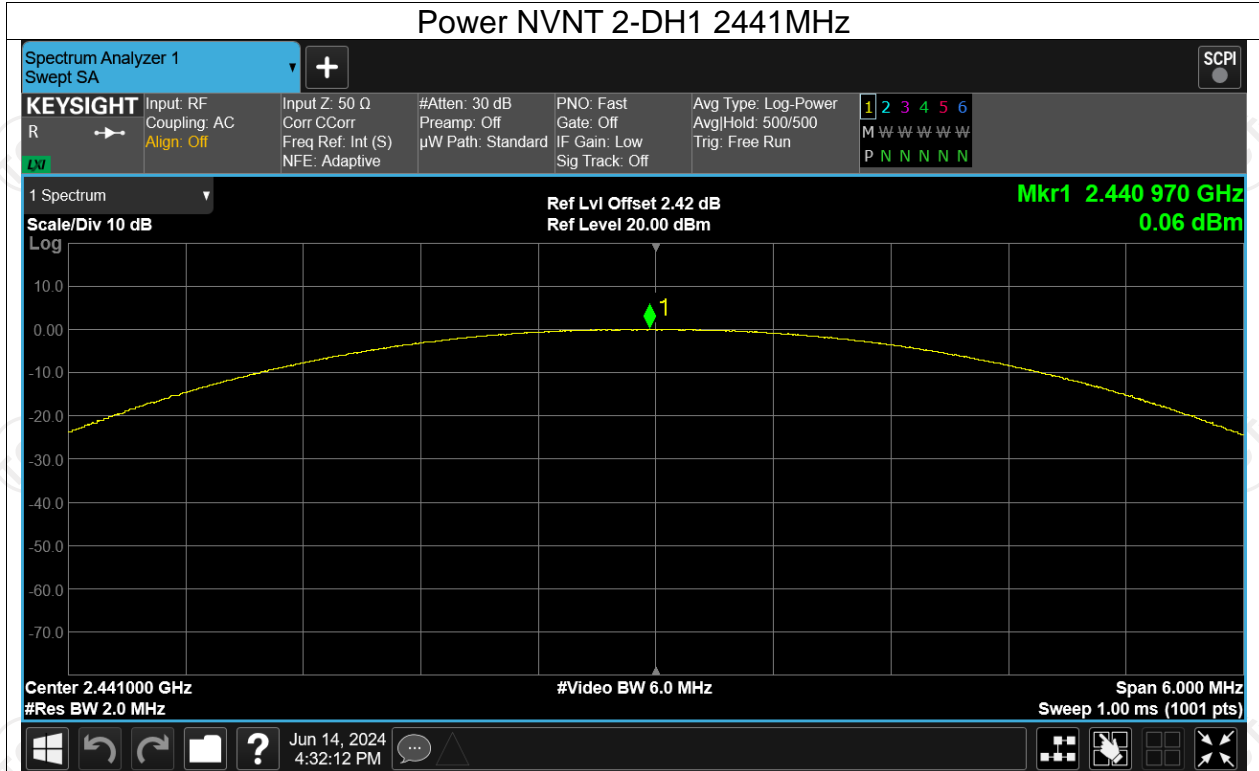 Power NVNT 2-DH1 2441MHz
Spectrum Analyzer 1
Swept SA
SCPI
KEYSIGHT
R
LXI
Input: RF
Coupling: AC
Align: Off
Input Z: 50 Ω
Corr CCorr
Freq Ref: Int (S)
NFE: Adaptive
#Atten: 30 dB
Preamp: Off
µW Path: Standard
PNO: Fast
Gate: Off
IF Gain: Low
Sig Track: Off
Avg Type: Log-Power
Avg|Hold: 500/500
Trig: Free Run
1 2 3 4 5 6
M W W W W W
P N N N N N
1 Spectrum
Scale/Div 10 dB
Ref Lvl Offset 2.42 dB
Ref Level 20.00 dBm
Mkr1 2.440 970 GHz
0.06 dBm
Log
10.0
0.00
-10.0
-20.0
-30.0
-40.0
-50.0
-60.0
-70.0
1
Center 2.441000 GHz
#Res BW 2.0 MHz
#Video BW 6.0 MHz
Span 6.000 MHz
Sweep 1.00 ms (1001 pts)
?
Jun 14, 2024
4:32:12 PM